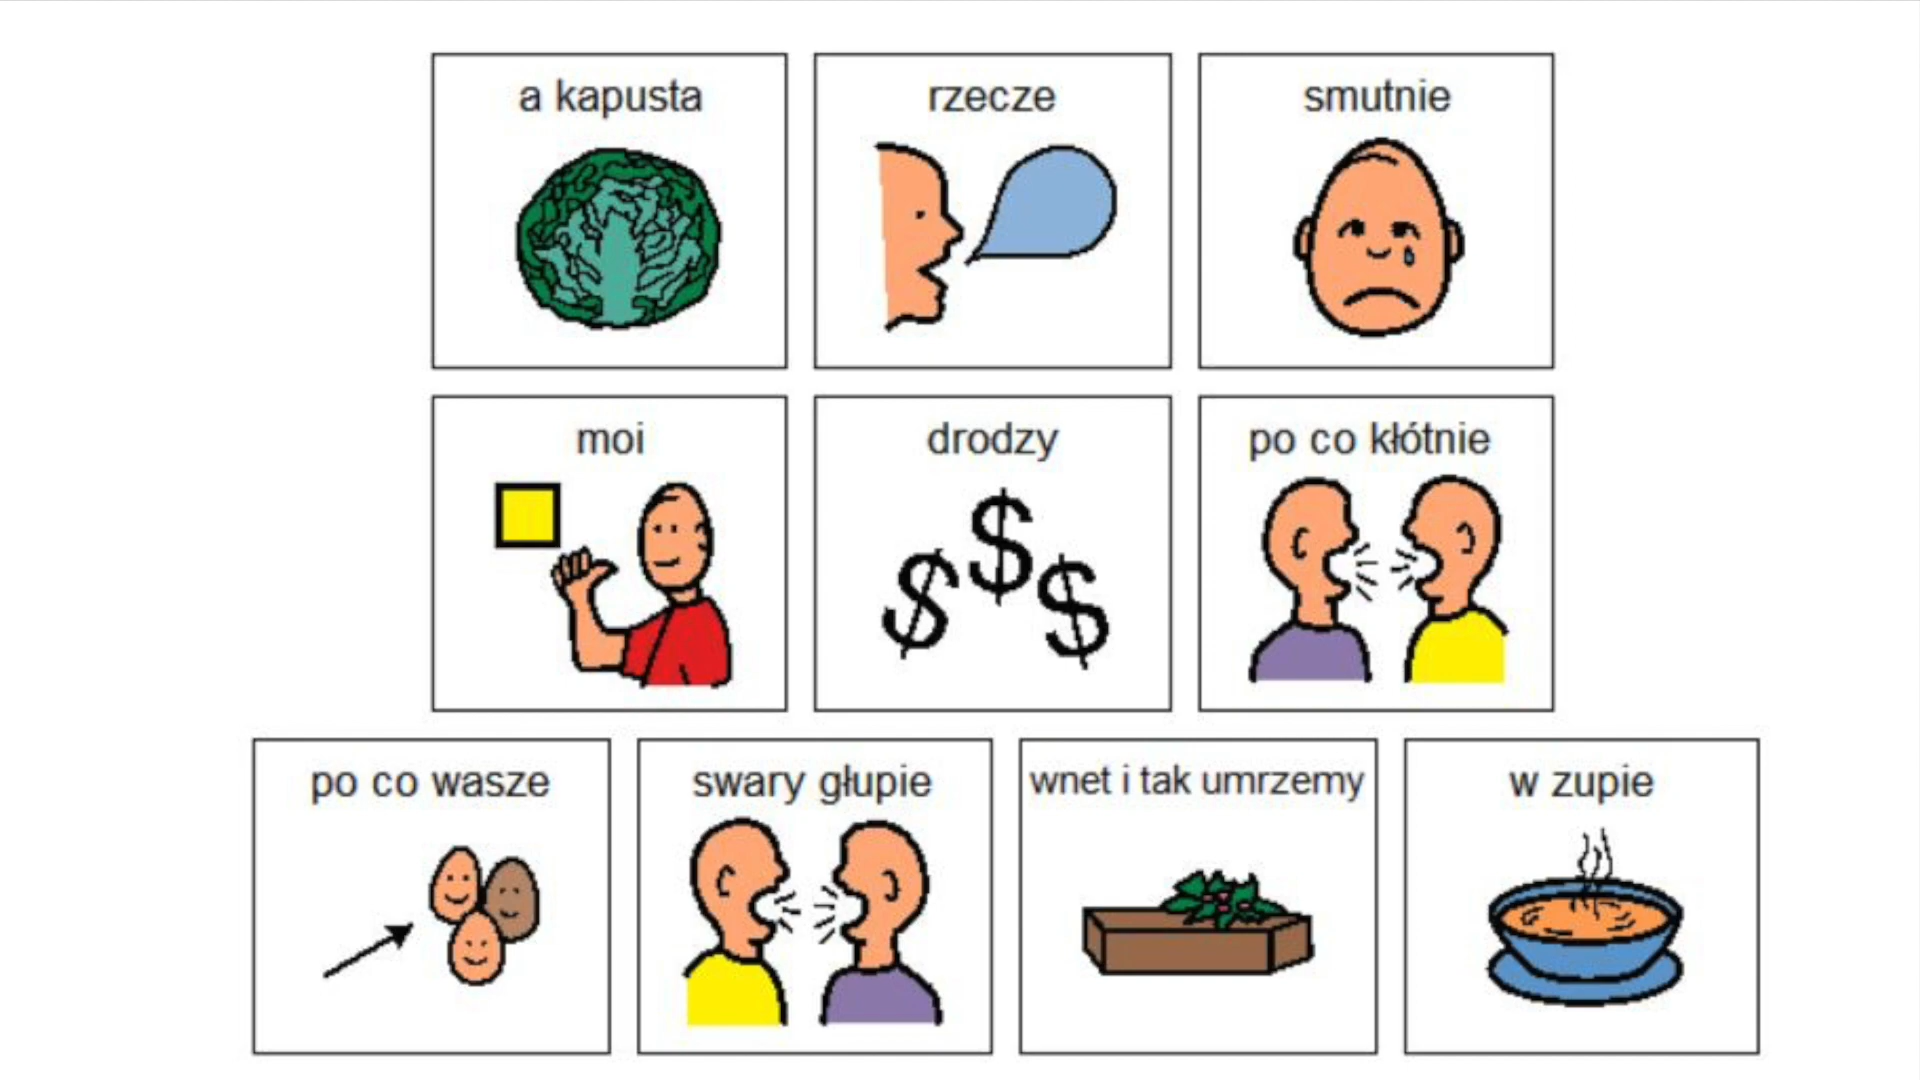 a kapusta
rzecze
smutnie
moi
drodzy
po co kłótnie
po co wasze
swary głupie
wnet i tak umrzemy
w zupie